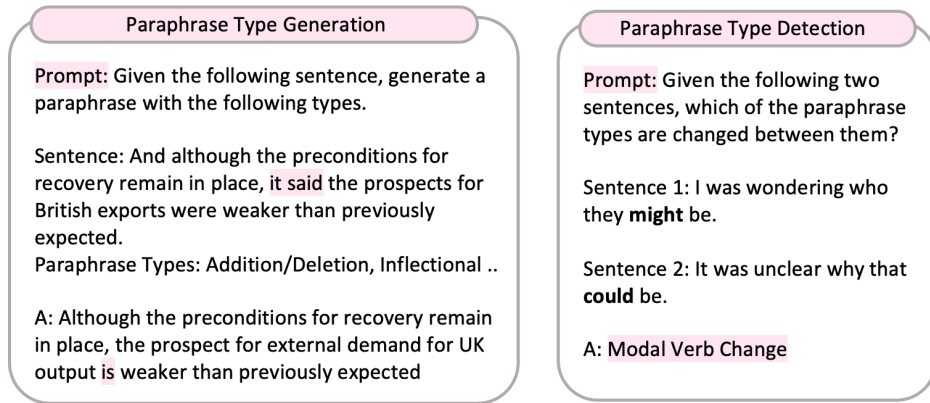 Paraphrase Type Generation
Prompt: Given the following sentence, generate a
paraphrase with the following types.
Sentence: And although the preconditions for
recovery remain in place, it said the prospects for
British exports were weaker than previously
expected.
Paraphrase Types: Addition/Deletion, Inflectional ..
A: Although the preconditions for recovery remain
in place, the prospect for external demand for UK
output is weaker than previously expected
Paraphrase Type Detection
Prompt: Given the following two
sentences, which of the paraphrase
types are changed between them?
Sentence 1: I was wondering who
they might be.
Sentence 2: It was unclear why that
could be.
A: Modal Verb Change